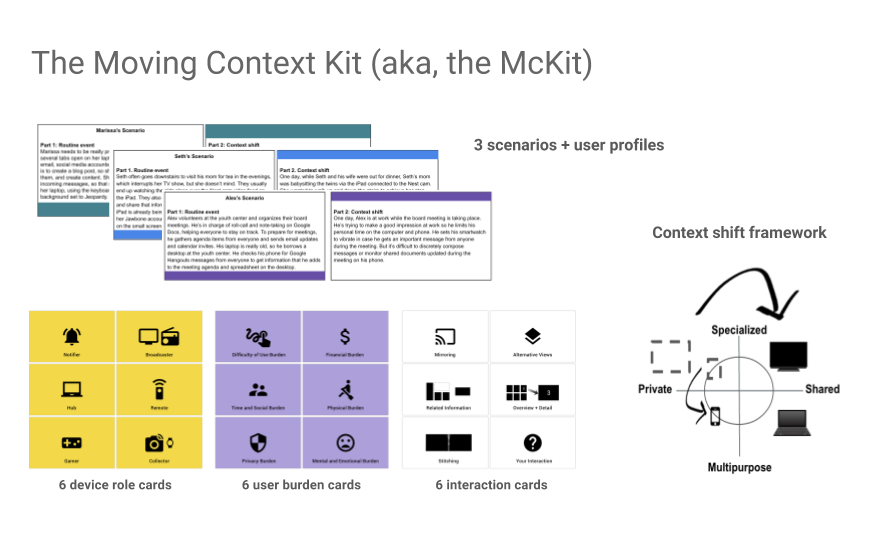 The Moving Context Kit (aka, the McKit)
Marissa's Scenario
Part 1: Routine event
Marissa needs to be really pr
several tabs open on her lapt
email, social media accounts
is to create a blog post, so st
them, and create content. Sh
incoming messages, so that i
her laptop, using the keyboar
background set to Jeopardy.
Part 2: Context shift
Seth's Scenario
Part 1. Routine event
Seth often goes downstairs to visit his mom for tea in the evenings,
which interrupts her TV show, but she doesn't mind. They usually
end up watching the
the iPad. They also
and share that infor
iPad is already bein
her Jawbone accou
on the small screen
Part 2. Context shift
One day, while Seth and his wife were out for dinner, Seth's mom
was babysitting the twins via the iPad connected to the Nest cam.
Alex's Scenario
Part 1: Routine event
Alex volunteers at the youth center and organizes their board
meetings. He's in charge of roll-call and note-taking on Google
Docs, helping everyone to stay on track. To prepare for meetings,
he gathers agenda items from everyone and sends email updates
and calendar invites. His laptop is really old, so he borrows a
desktop at the youth center. He checks his phone for Google
Hangouts messages from everyone to get information that he adds
to the meeting agenda and spreadsheet on the desktop.
Part 2: Context shift
One day, Alex is at work while the board meeting is taking place.
He's trying to make a good impression at work so he limits his
personal time on the computer and phone. He sets his smartwatch
to vibrate in case he gets an important message from anyone
during the meeting. But it's difficult to discretely compose
messages or monitor shared documents updated during the
meeting on his phone.
3 scenarios + user profiles
Context shift framework
Specialized
Private
Shared
Multipurpose
Notifier
Broadcaster
Hub
Remote
Gamer
Collector
6 device role cards
Difficulty of Use Burden
Financial Burden
Time and Social Burden
Physical Burden
Privacy Burden
Mental and Emotional Burden
6 user burden cards
Mirroring
Alternative Views
Related Information
3
Overview + Detail
Stitching
Your Interaction
6 interaction cards